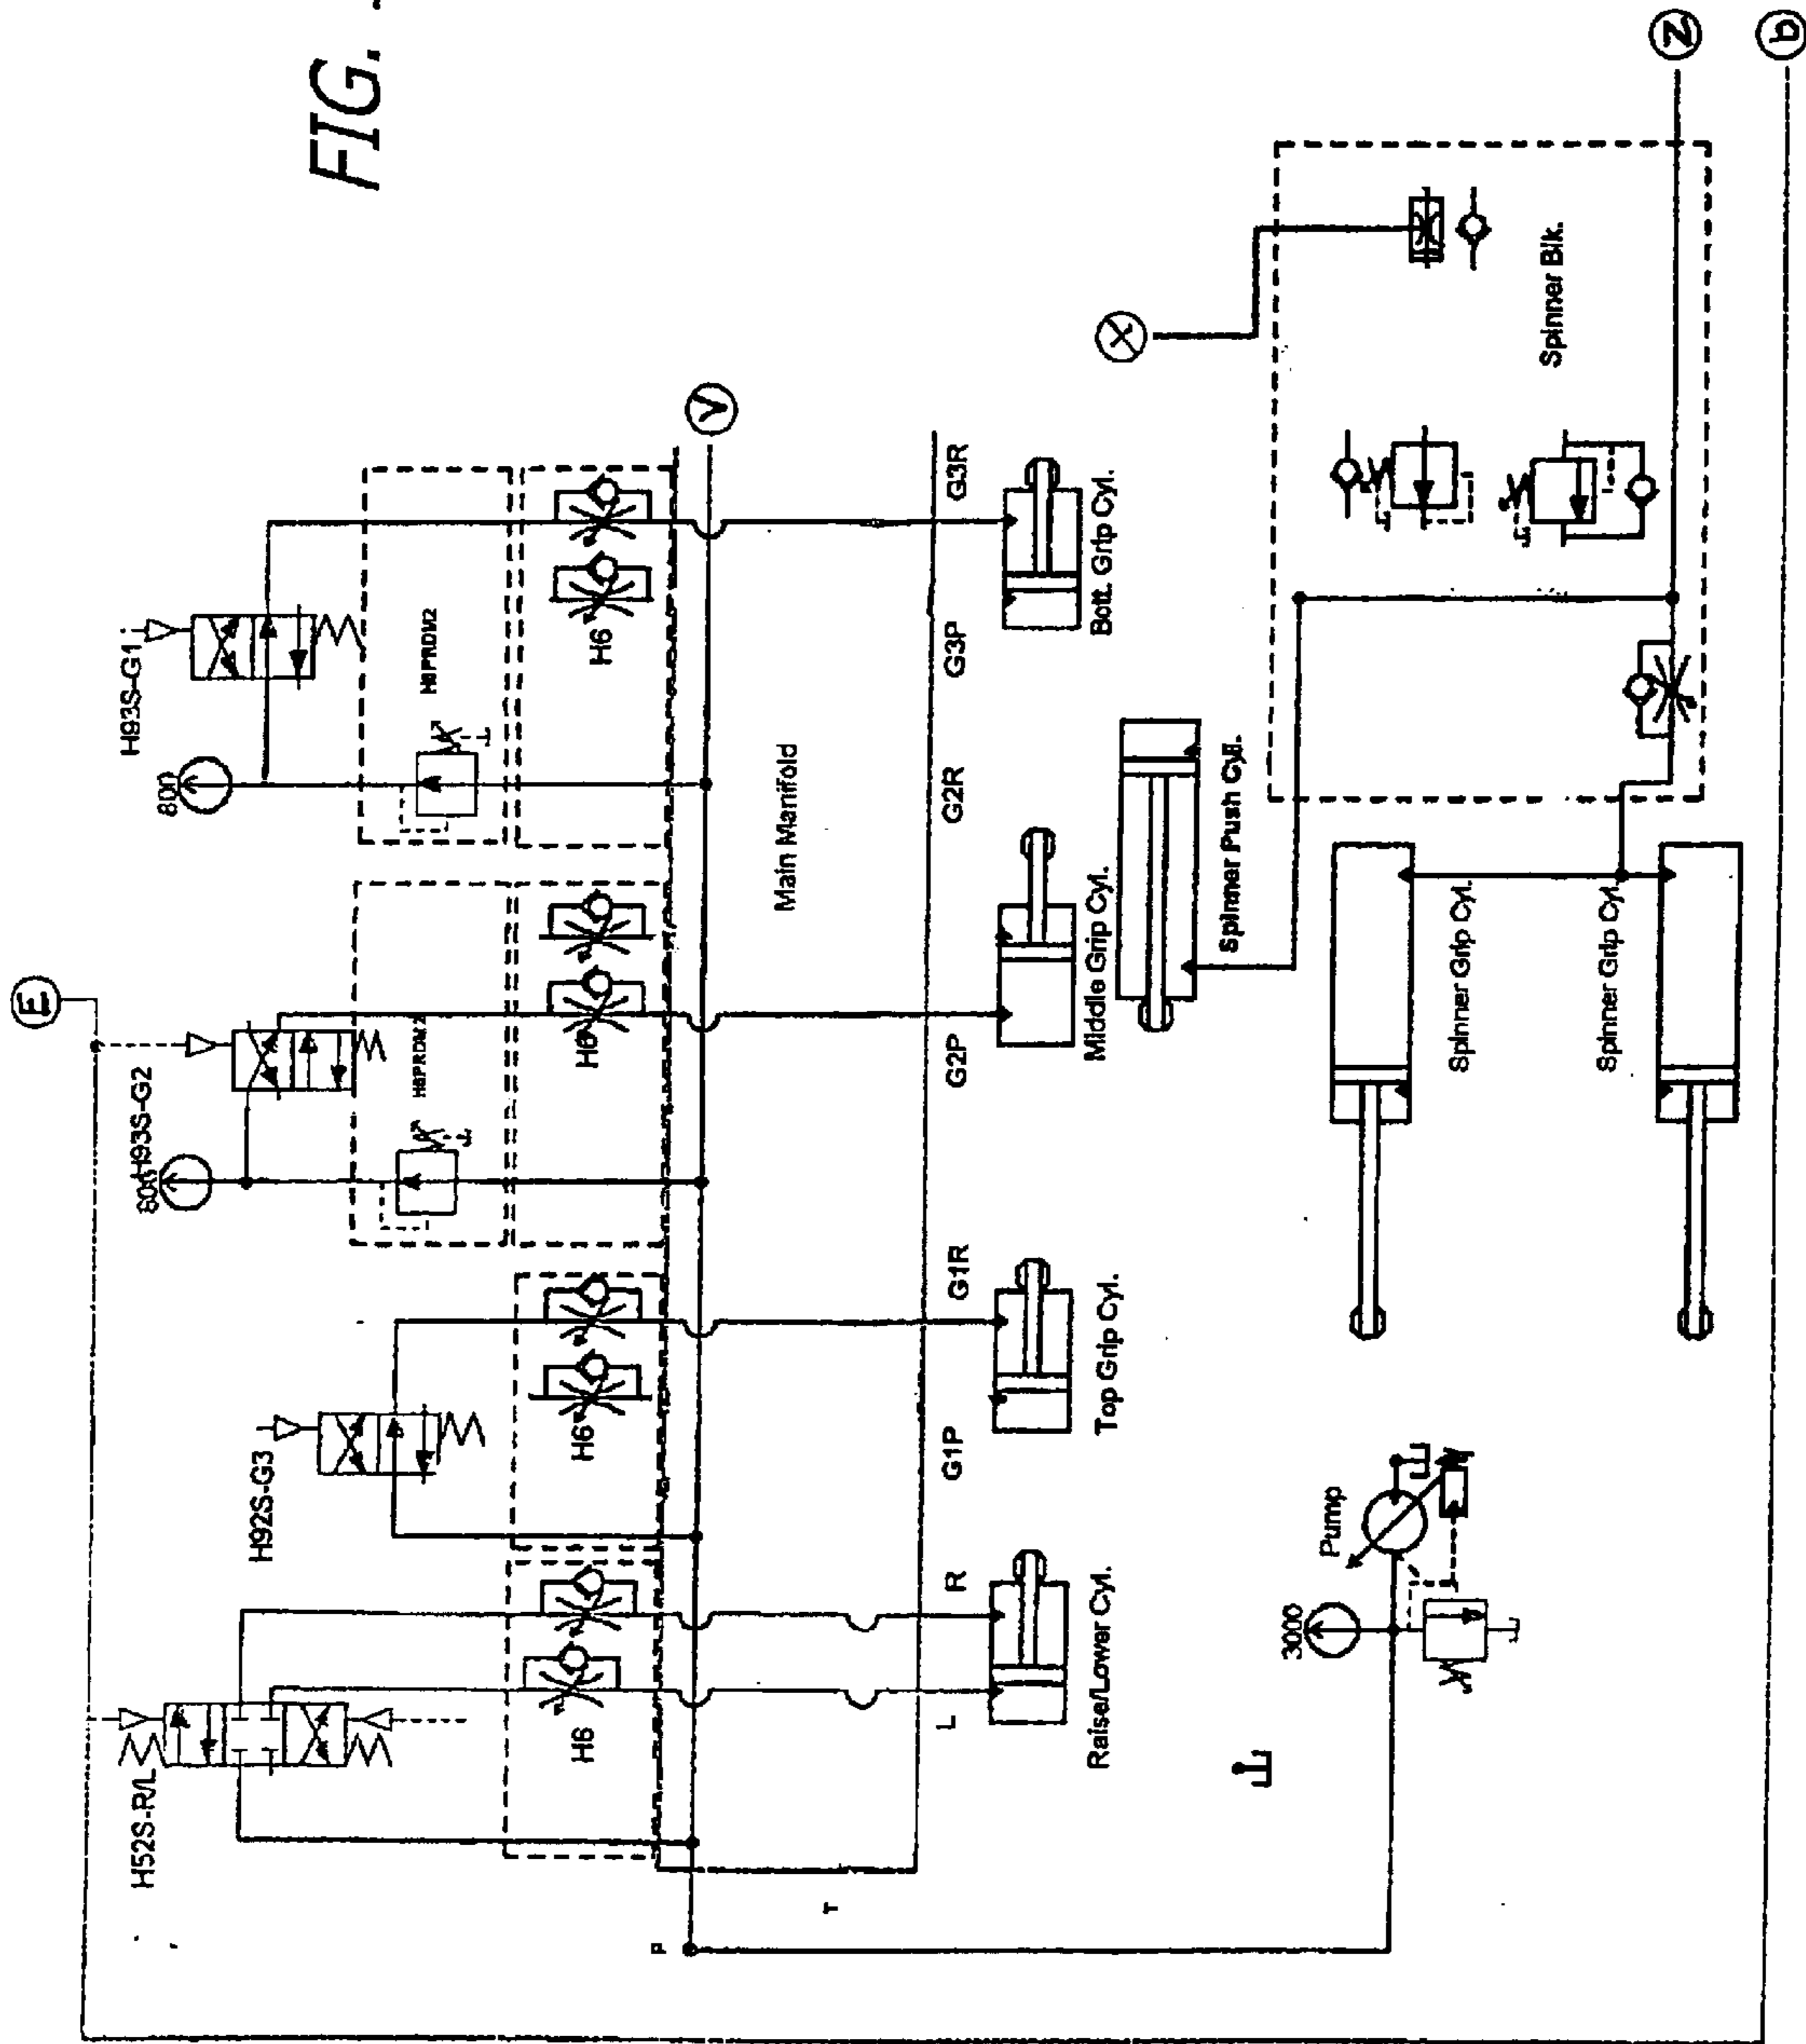 FIG.
E
H52S-R/L
H92S-G3
H93S-G2
H93S-G1
800
H6PRDM2
H6
H6
H6
H6
V
P
T
Main Manifold
L
R
G1P
G1R
G2P
G2R
G3P
G3R
Raise/Lower Cyl.
Top Grip Cyl.
Middle Grip Cyl.
Bott. Grip Cyl.
Spinner Push Cyl.
X
Spinner Blk.
Spinner Grip Cyl.
Spinner Grip Cyl.
Pump
3000
Z
b